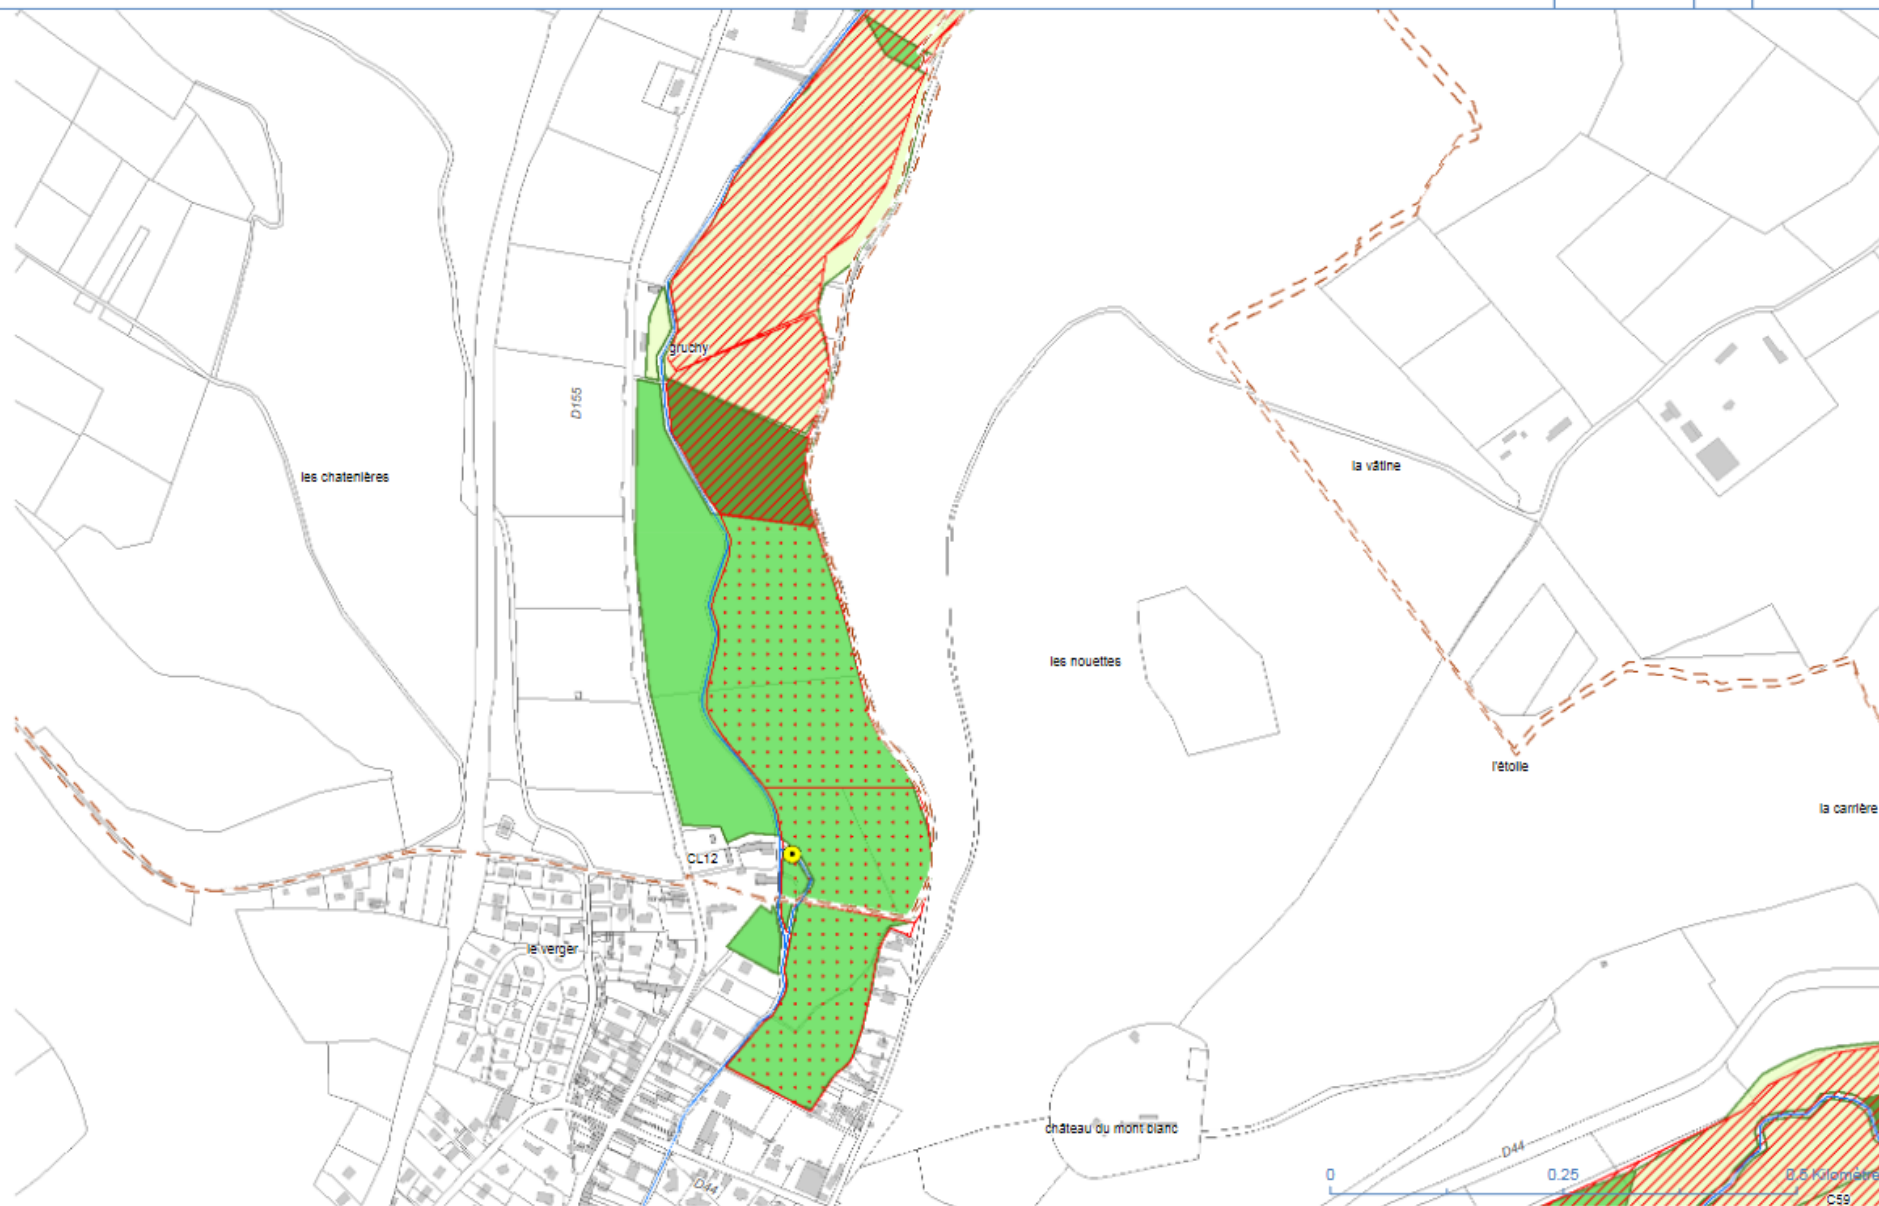 gruchy
D155
la vâtine
les chatenières
les nouettes
l'étoile
la carrière
CL12
le verger
château du mont blanc
D44
D44
0
0.25
0.5 Kilomètre
C59